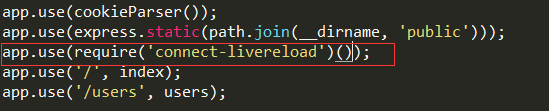 app.use(cookieParser());
app.use(express.static(path.join(__dirname, 'public')));
app.use(require('connect-livereload')());
app.use('/', index);
app.use('/users', users);